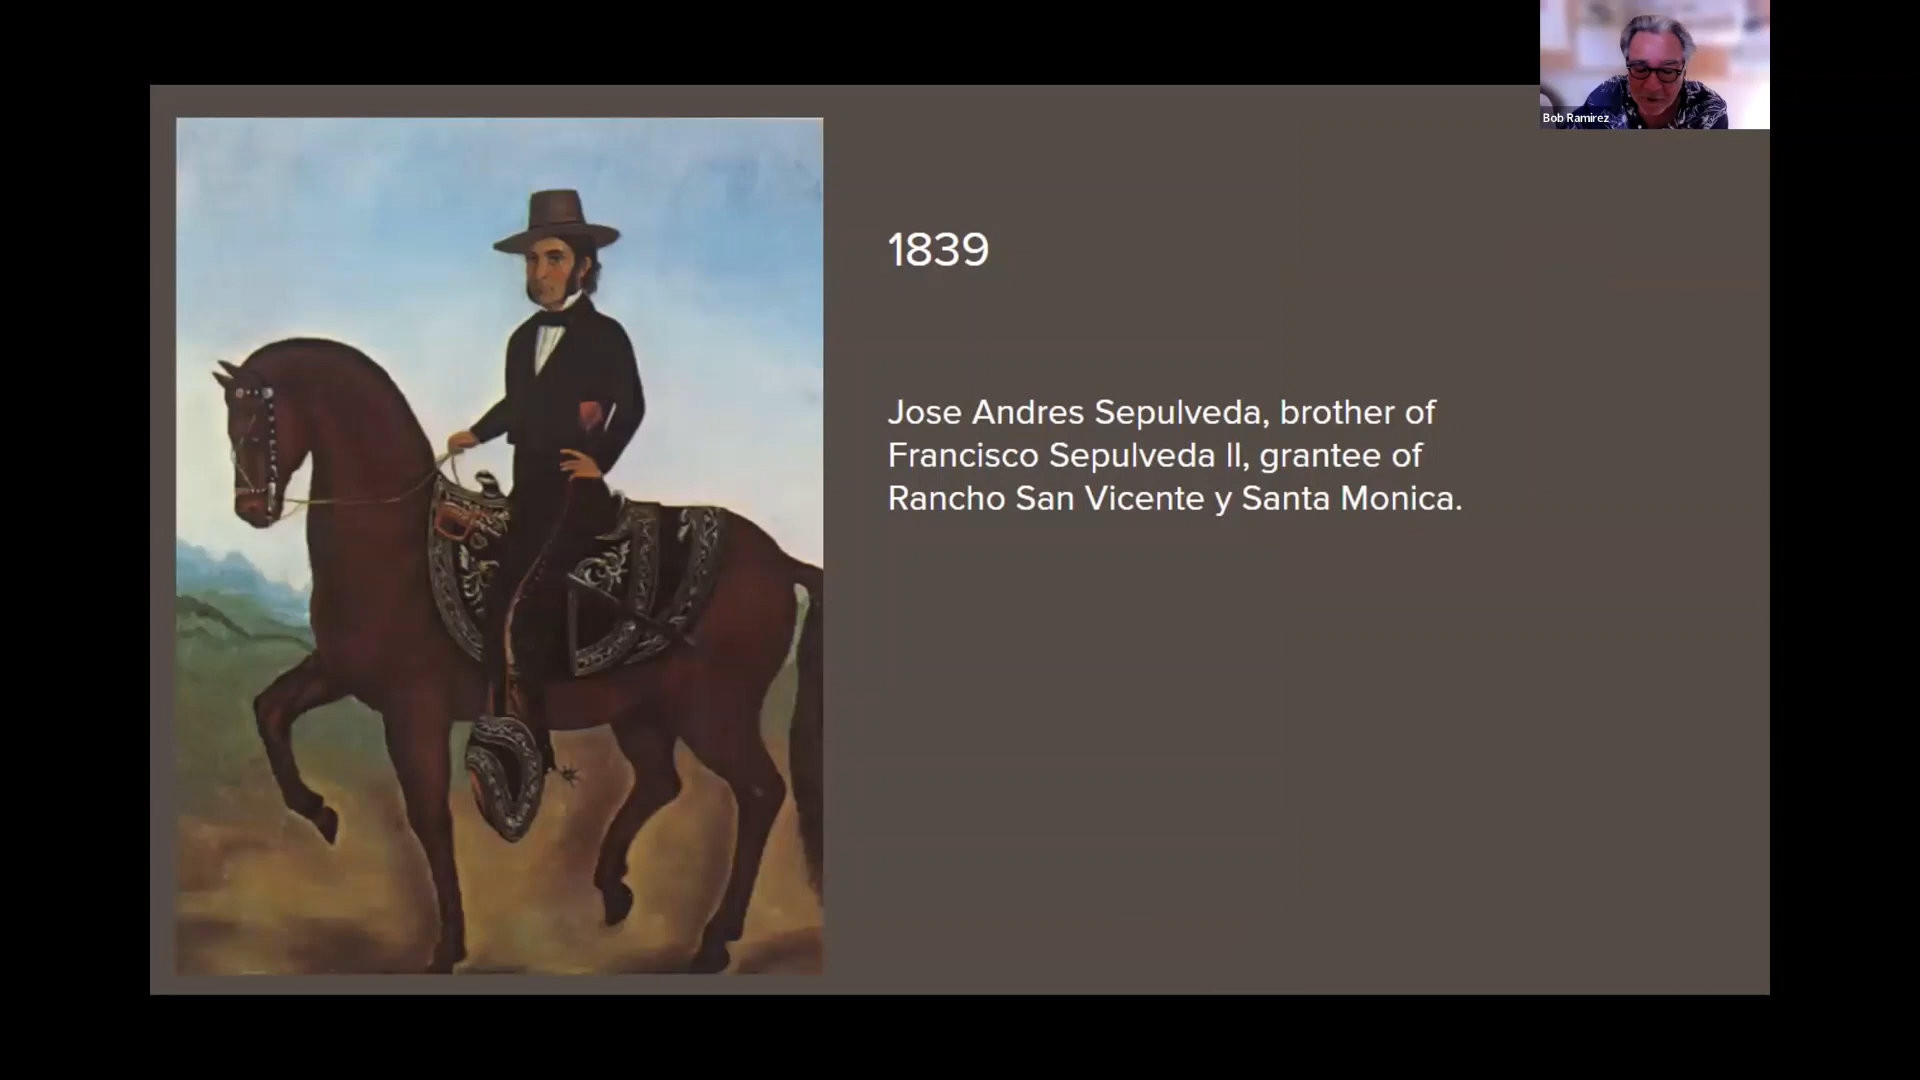 Bob Ramirez
1839
Jose Andres Sepulveda, brother of
Francisco Sepulveda II, grantee of
Rancho San Vicente y Santa Monica.